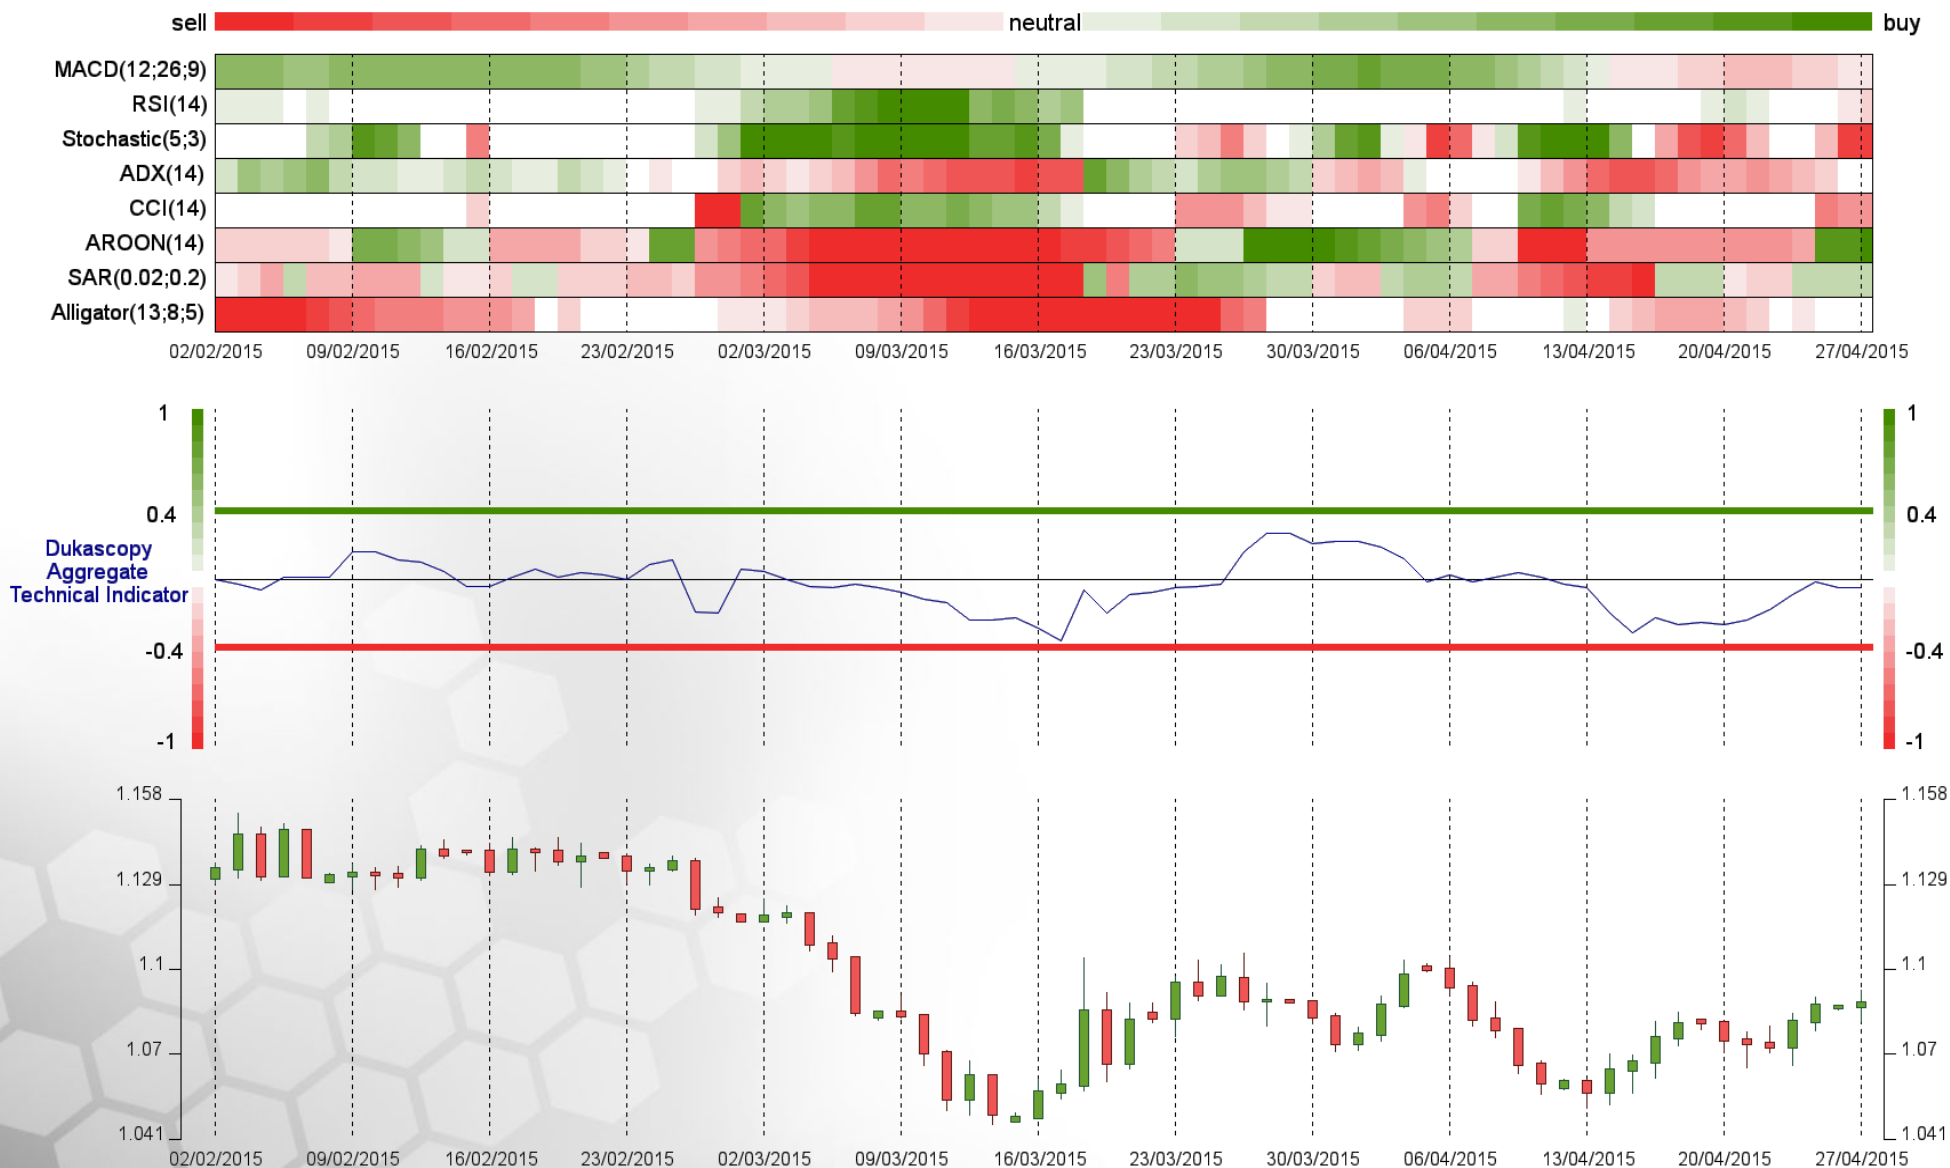 sell neutral buy
MACD(12;26;9)
RSI(14)
Stochastic(5;3)
ADX(14)
CCI(14)
AROON(14)
SAR(0.02;0.2)
Alligator(13;8;5)
02/02/2015 09/02/2015 16/02/2015 23/02/2015 02/03/2015 09/03/2015 16/03/2015 23/03/2015 30/03/2015 06/04/2015 13/04/2015 20/04/2015 27/04/2015
1 1
0.4 0.4
Dukascopy
Aggregate
Technical Indicator
-0.4 -0.4
-1 -1
1.158 1.158
1.129 1.129
1.1 1.1
1.07 1.07
1.041 1.041
02/02/2015 09/02/2015 16/02/2015 23/02/2015 02/03/2015 09/03/2015 16/03/2015 23/03/2015 30/03/2015 06/04/2015 13/04/2015 20/04/2015 27/04/2015